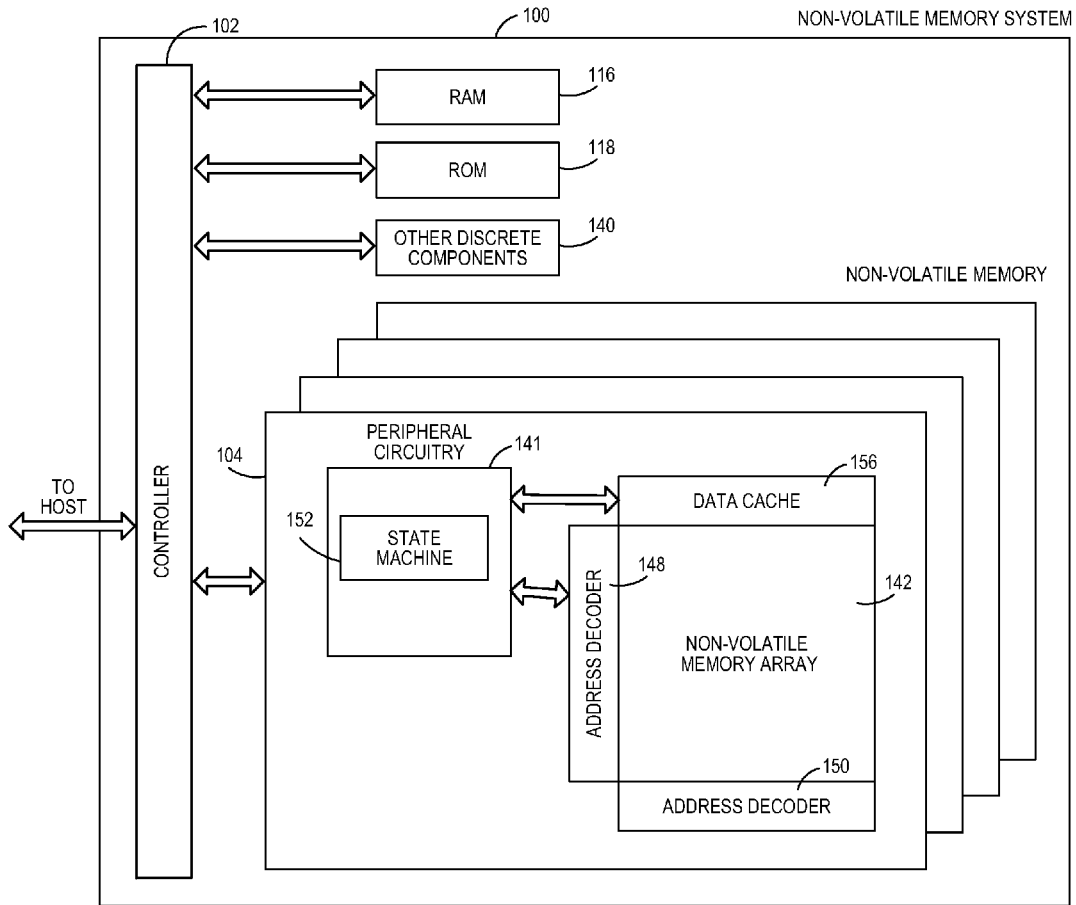 NON-VOLATILE MEMORY SYSTEM
102
100
RAM
116
ROM
118
OTHER DISCRETE
COMPONENTS
140
NON-VOLATILE MEMORY
PERIPHERAL
CIRCUITRY
104
141
156
DATA CACHE
TO
HOST
CONTROLLER
152
STATE
MACHINE
ADDRESS DECODER
148
142
NON-VOLATILE
MEMORY ARRAY
150
ADDRESS DECODER